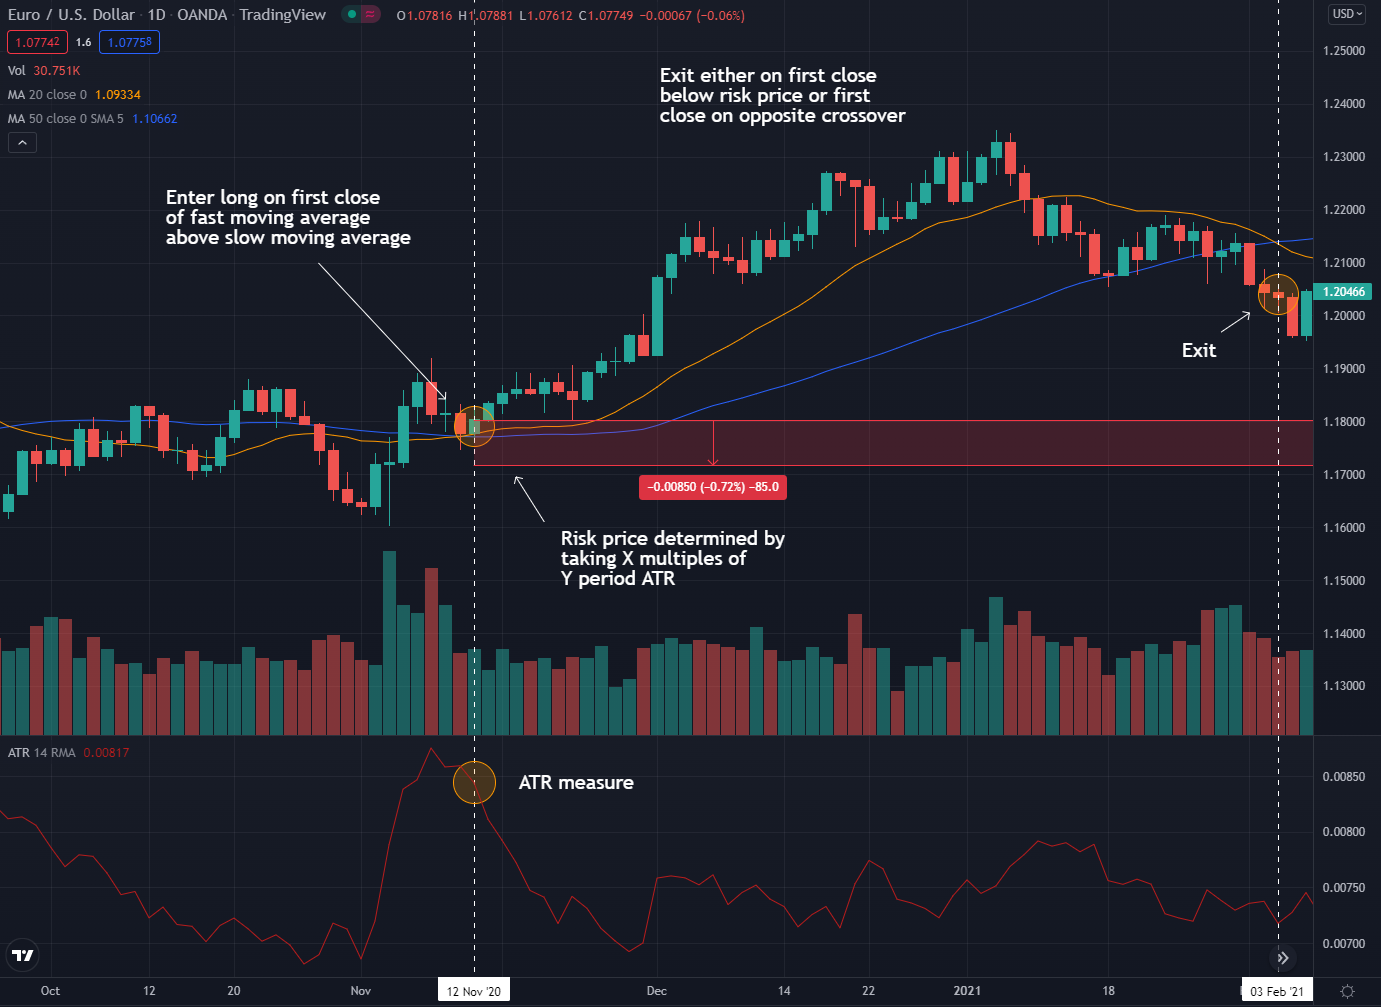 Euro / U.S. Dollar · 1D · OANDA · TradingView
O1.07816 H1.07881 L1.07612 C1.07749 −0.00067 (−0.06%)
USD
1.07742 1.6 1.07758
Vol 30.751K
MA 20 close 0 1.09334
MA 50 close 0 SMA 5 1.10662
Exit either on first close
below risk price or first
close on opposite crossover
Enter long on first close
of fast moving average
above slow moving average
1.25000
1.24000
1.23000
1.22000
1.21000
1.20466
1.20000
1.19000
1.18000
1.17000
1.16000
1.15000
1.14000
1.13000
Exit
−0.00850 (−0.72%) −85.0
Risk price determined by
taking X multiples of
Y period ATR
ATR 14 RMA 0.00817
ATR measure
0.00850
0.00800
0.00750
0.00700
Oct 12 20 Nov 12 Nov '20 Dec 14 22 2021 18 03 Feb '21